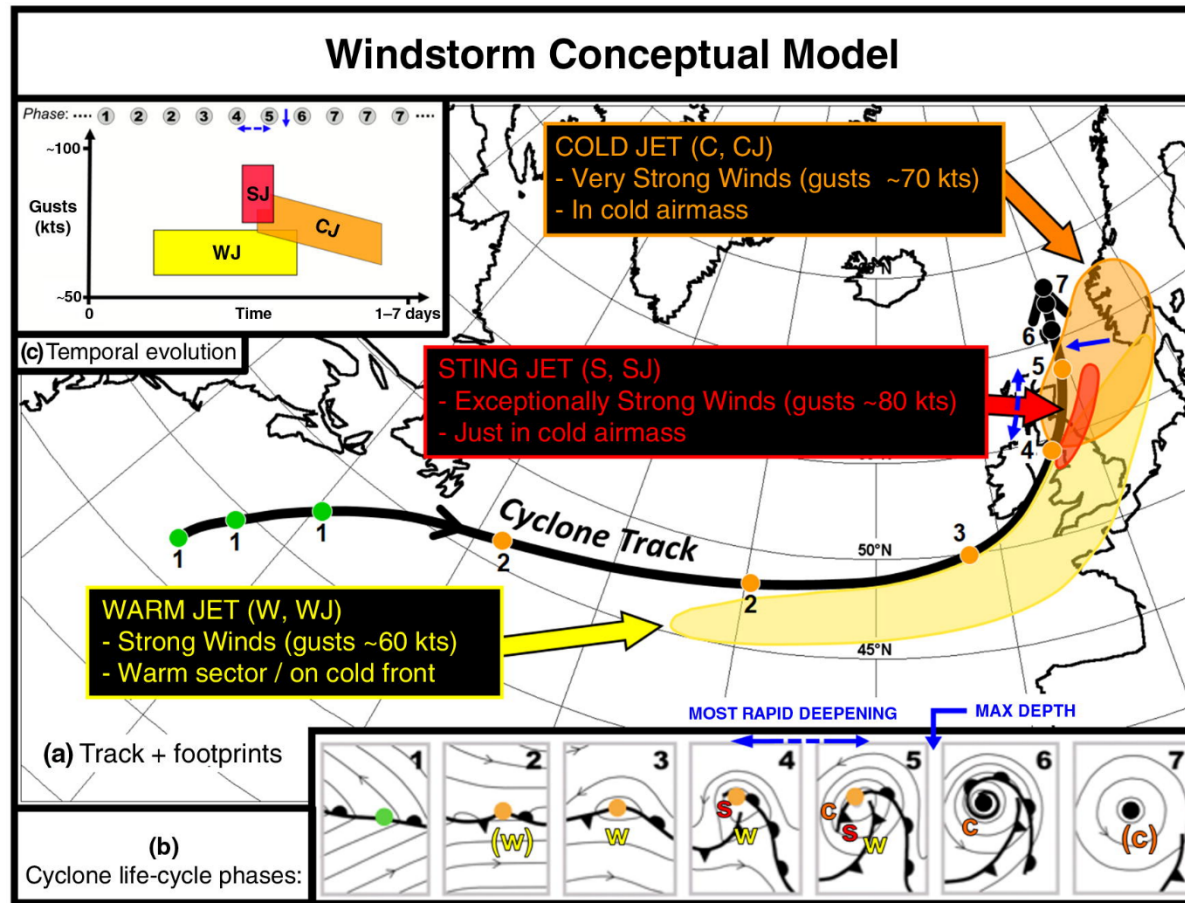 Windstorm Conceptual Model
Phase: ···· 1 2 2 3 4 5 6 7 7 7 ····
~100
Gusts
(kts)
~50
SJ
CJ
WJ
0 Time 1–7 days
(c) Temporal evolution
COLD JET (C, CJ)
- Very Strong Winds (gusts ~70 kts)
- In cold airmass
STING JET (S, SJ)
- Exceptionally Strong Winds (gusts ~80 kts)
- Just in cold airmass
7
6
5
4
3
2
2
1
1
1
Cyclone Track
50°N
45°N
WARM JET (W, WJ)
- Strong Winds (gusts ~60 kts)
- Warm sector / on cold front
(a) Track + footprints
MOST RAPID DEEPENING
MAX DEPTH
(b)
Cyclone life-cycle phases:
1 2 3 4 5 6 7
(W) W S W C S W C (C)